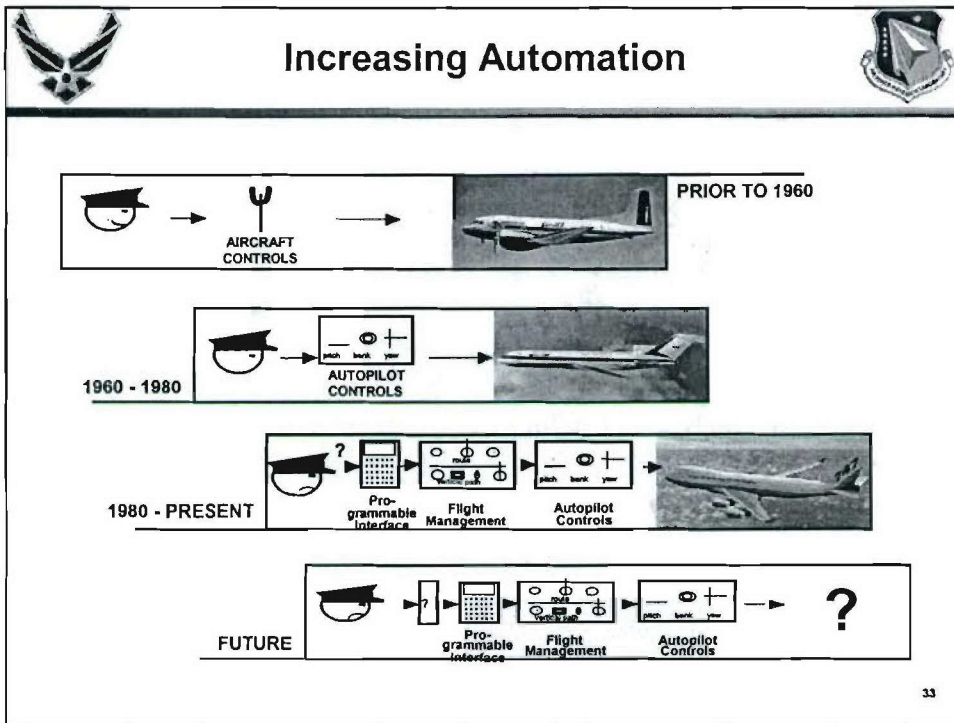 Increasing Automation
PRIOR TO 1960
AIRCRAFT
CONTROLS
1960 - 1980
pitch bank yaw
AUTOPILOT
CONTROLS
1980 - PRESENT
?
route
vertical path
pitch bank yaw
Pro-
grammable
Interface
Flight
Management
Autopilot
Controls
FUTURE
?
route
vertical path
pitch bank yaw
?
Pro-
grammable
Interface
Flight
Management
Autopilot
Controls
33